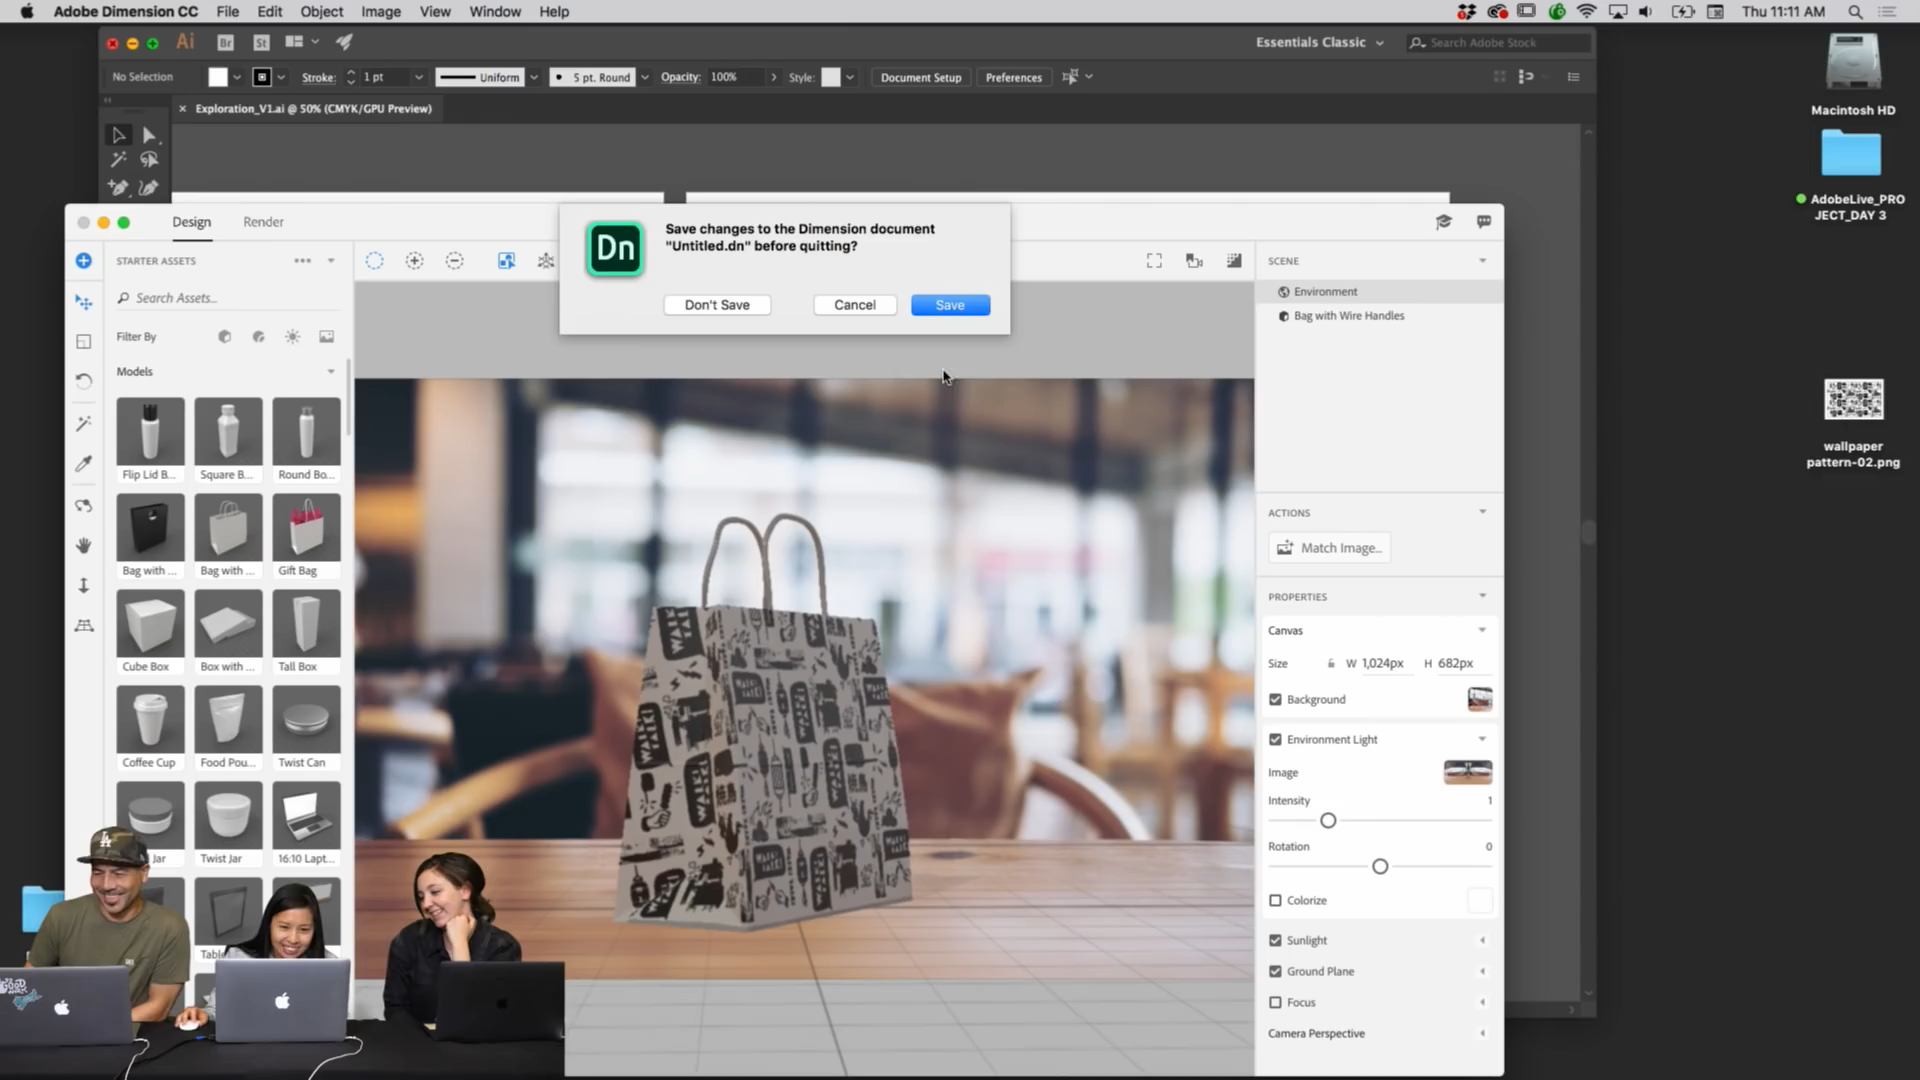 Adobe Dimension CC File Edit Object Image View Window Help Thu 11:11 AM
Ai Br St Essentials Classic Search Adobe Stock
No Selection Stroke: 1 pt Uniform 5 pt. Round Opacity: 100% Style: Document Setup Preferences
Exploration_V1.ai @ 50% (CMYK/GPU Preview)
Macintosh HD
AdobeLive_PRO
JECT_DAY 3
wallpaper
pattern-02.png
Design Render
Dn
Save changes to the Dimension document
"Untitled.dn" before quitting?
Don't Save Cancel Save
STARTER ASSETS
Search Assets...
Filter By
Models
Flip Lid B... Square B... Round Bo...
Bag with ... Bag with ... Gift Bag
Cube Box Box with ... Tall Box
Coffee Cup Food Pou... Twist Can
Jar Twist Jar 16:10 Lapt...
Table
SCENE
Environment
Bag with Wire Handles
ACTIONS
Match Image...
PROPERTIES
Canvas
Size W 1,024px H 682px
Background
Environment Light
Image
Intensity 1
Rotation 0
Colorize
Sunlight
Ground Plane
Focus
Camera Perspective